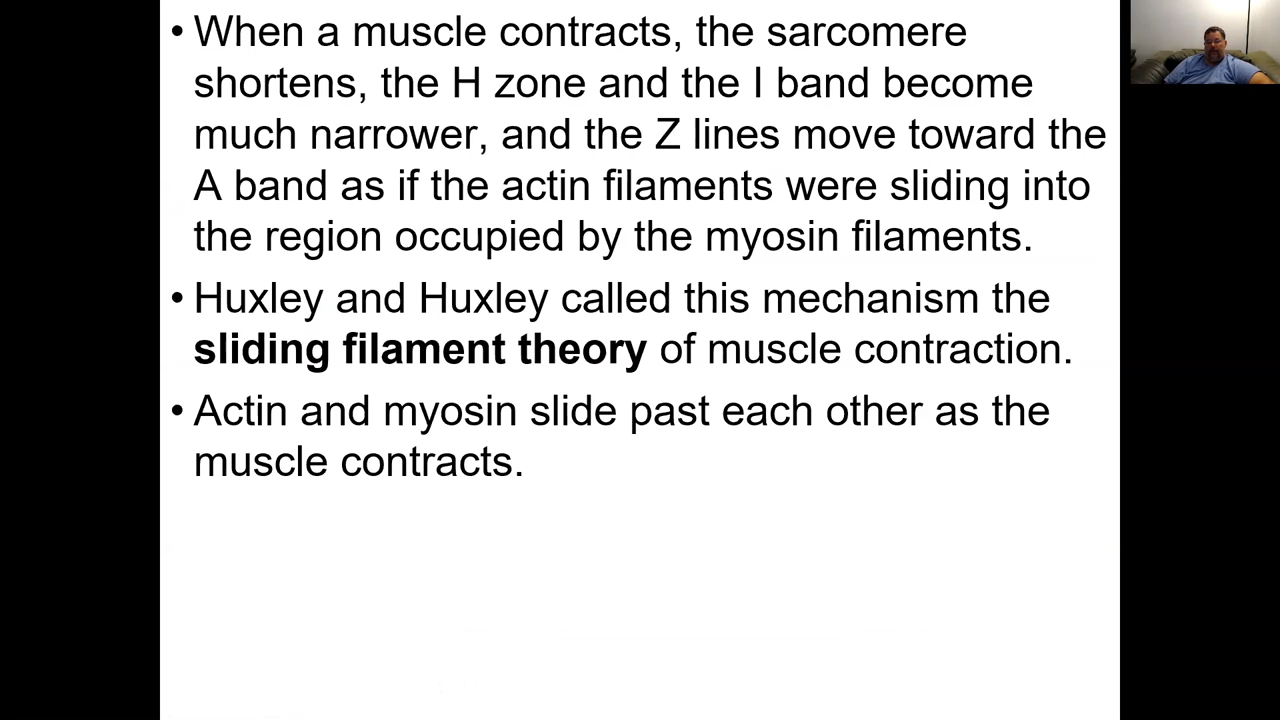 • When a muscle contracts, the sarcomere
shortens, the H zone and the I band become
much narrower, and the Z lines move toward the
A band as if the actin filaments were sliding into
the region occupied by the myosin filaments.
• Huxley and Huxley called this mechanism the
sliding filament theory of muscle contraction.
• Actin and myosin slide past each other as the
muscle contracts.